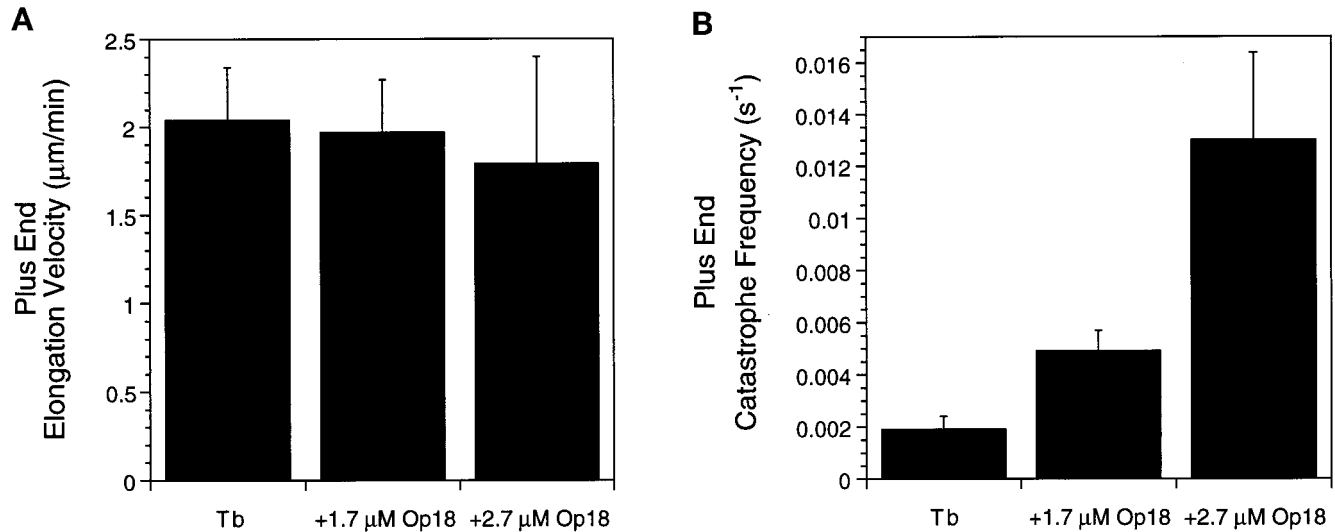 A
Plus End
Elongation Velocity (µm/min)
2.5
2
1.5
1
0.5
0
Tb
+1.7 µM Op18
+2.7 µM Op18
B
Plus End
Catastrophe Frequency (s⁻¹)
0.016
0.014
0.012
0.01
0.008
0.006
0.004
0.002
0
Tb
+1.7 µM Op18
+2.7 µM Op18